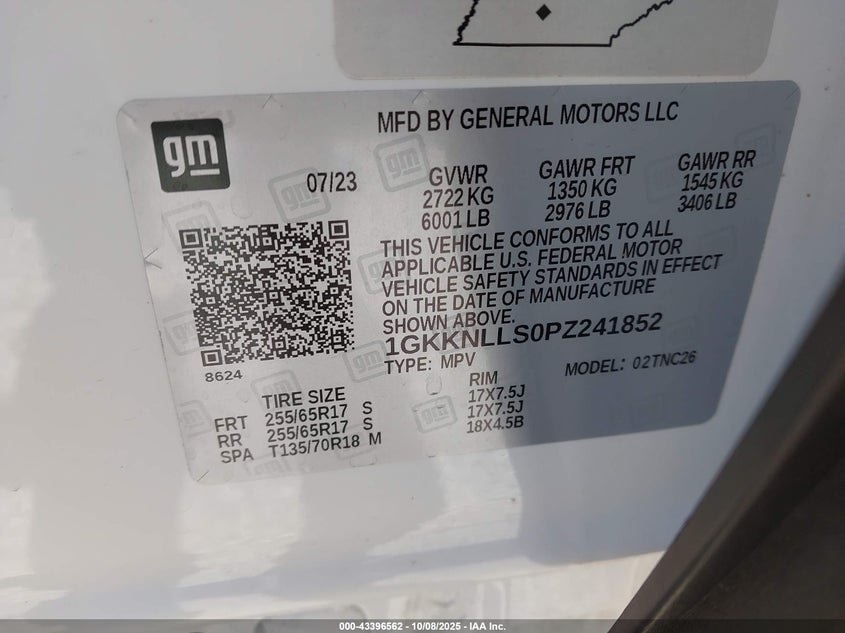 MFD BY GENERAL MOTORS LLC
gm
07/23
GVWR
2722 KG
6001 LB
GAWR FRT
1350 KG
2976 LB
GAWR RR
1545 KG
3406 LB
THIS VEHICLE CONFORMS TO ALL
APPLICABLE U.S. FEDERAL MOTOR
VEHICLE SAFETY STANDARDS IN EFFECT
ON THE DATE OF MANUFACTURE
SHOWN ABOVE.
1GKKNLLS0PZ241852
TYPE: MPV
MODEL: 02TNC26
8624
TIRE SIZE RIM
FRT 255/65R17 S 17X7.5J
RR 255/65R17 S 17X7.5J
SPA T135/70R18 M 18X4.5B
000-43396562 - 10/08/2025 - IAA Inc.